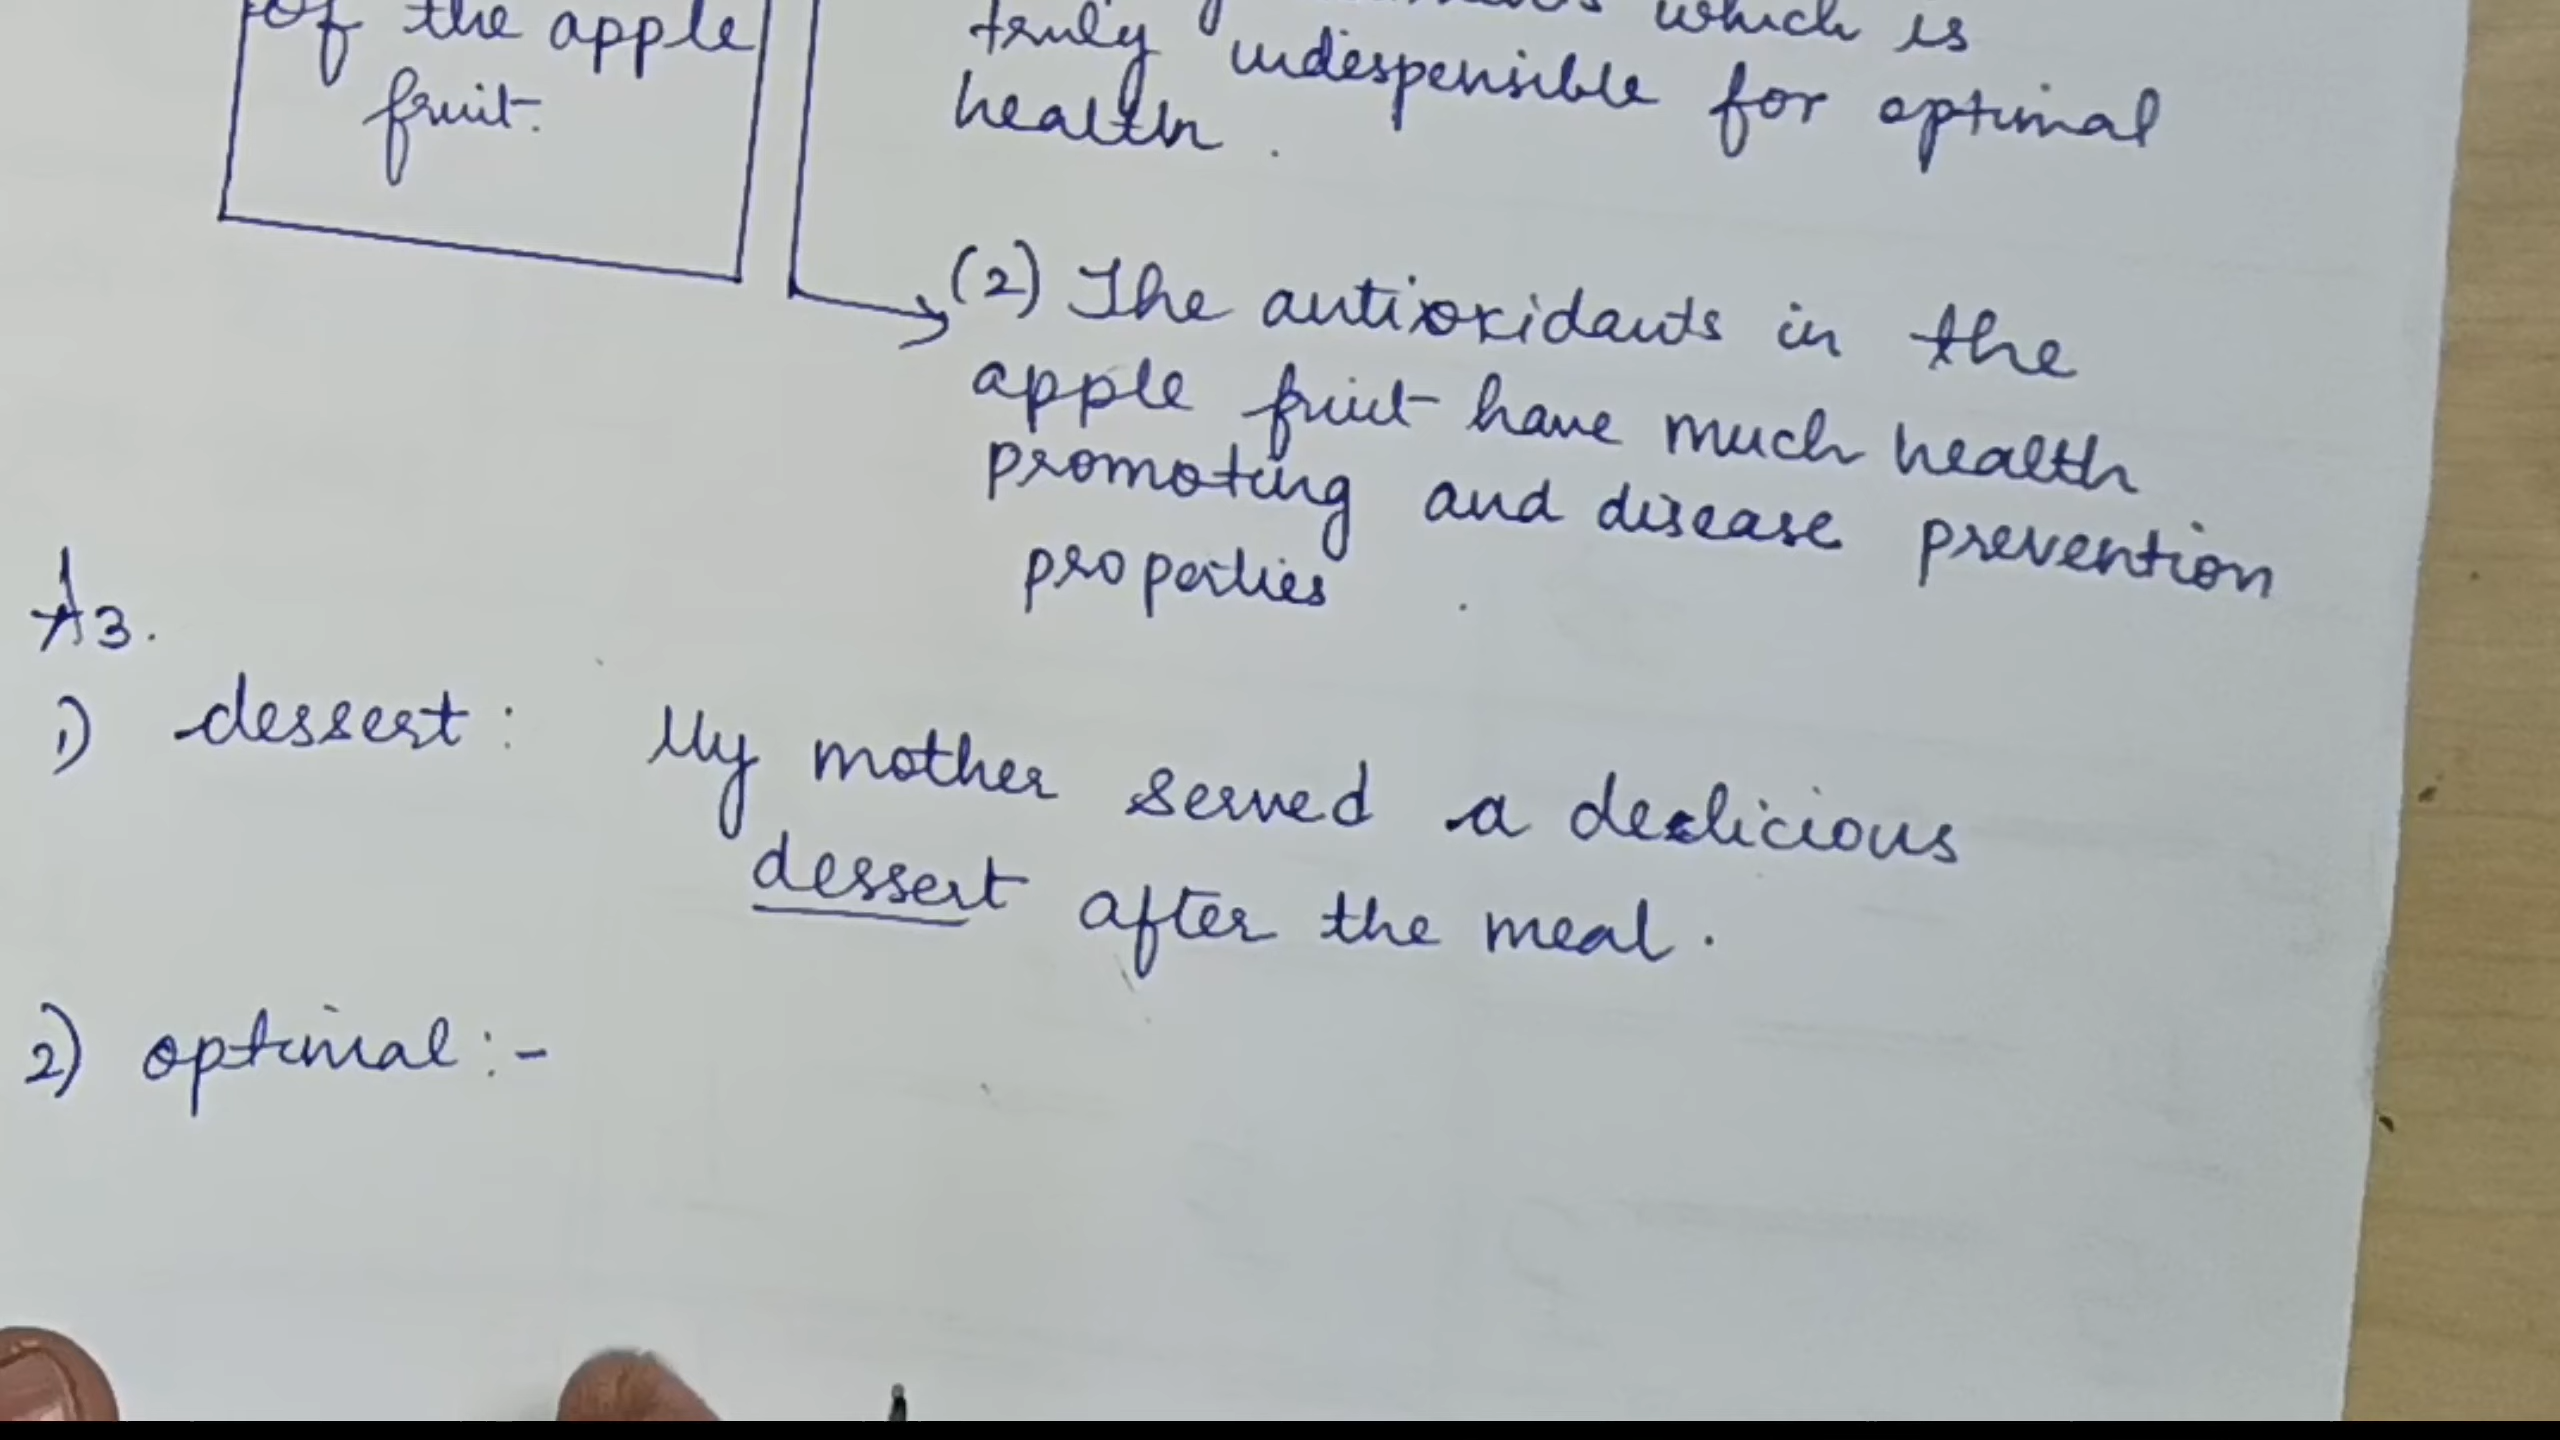 of the apple
fruit.
which is
truly indespensible for optimal
health.
(2) The antioxidants in the
apple fruit have much health
promoting and disease prevention
properties.
A3.
1) dessert: My mother served a delicious
dessert after the meal.
2) optimal:-